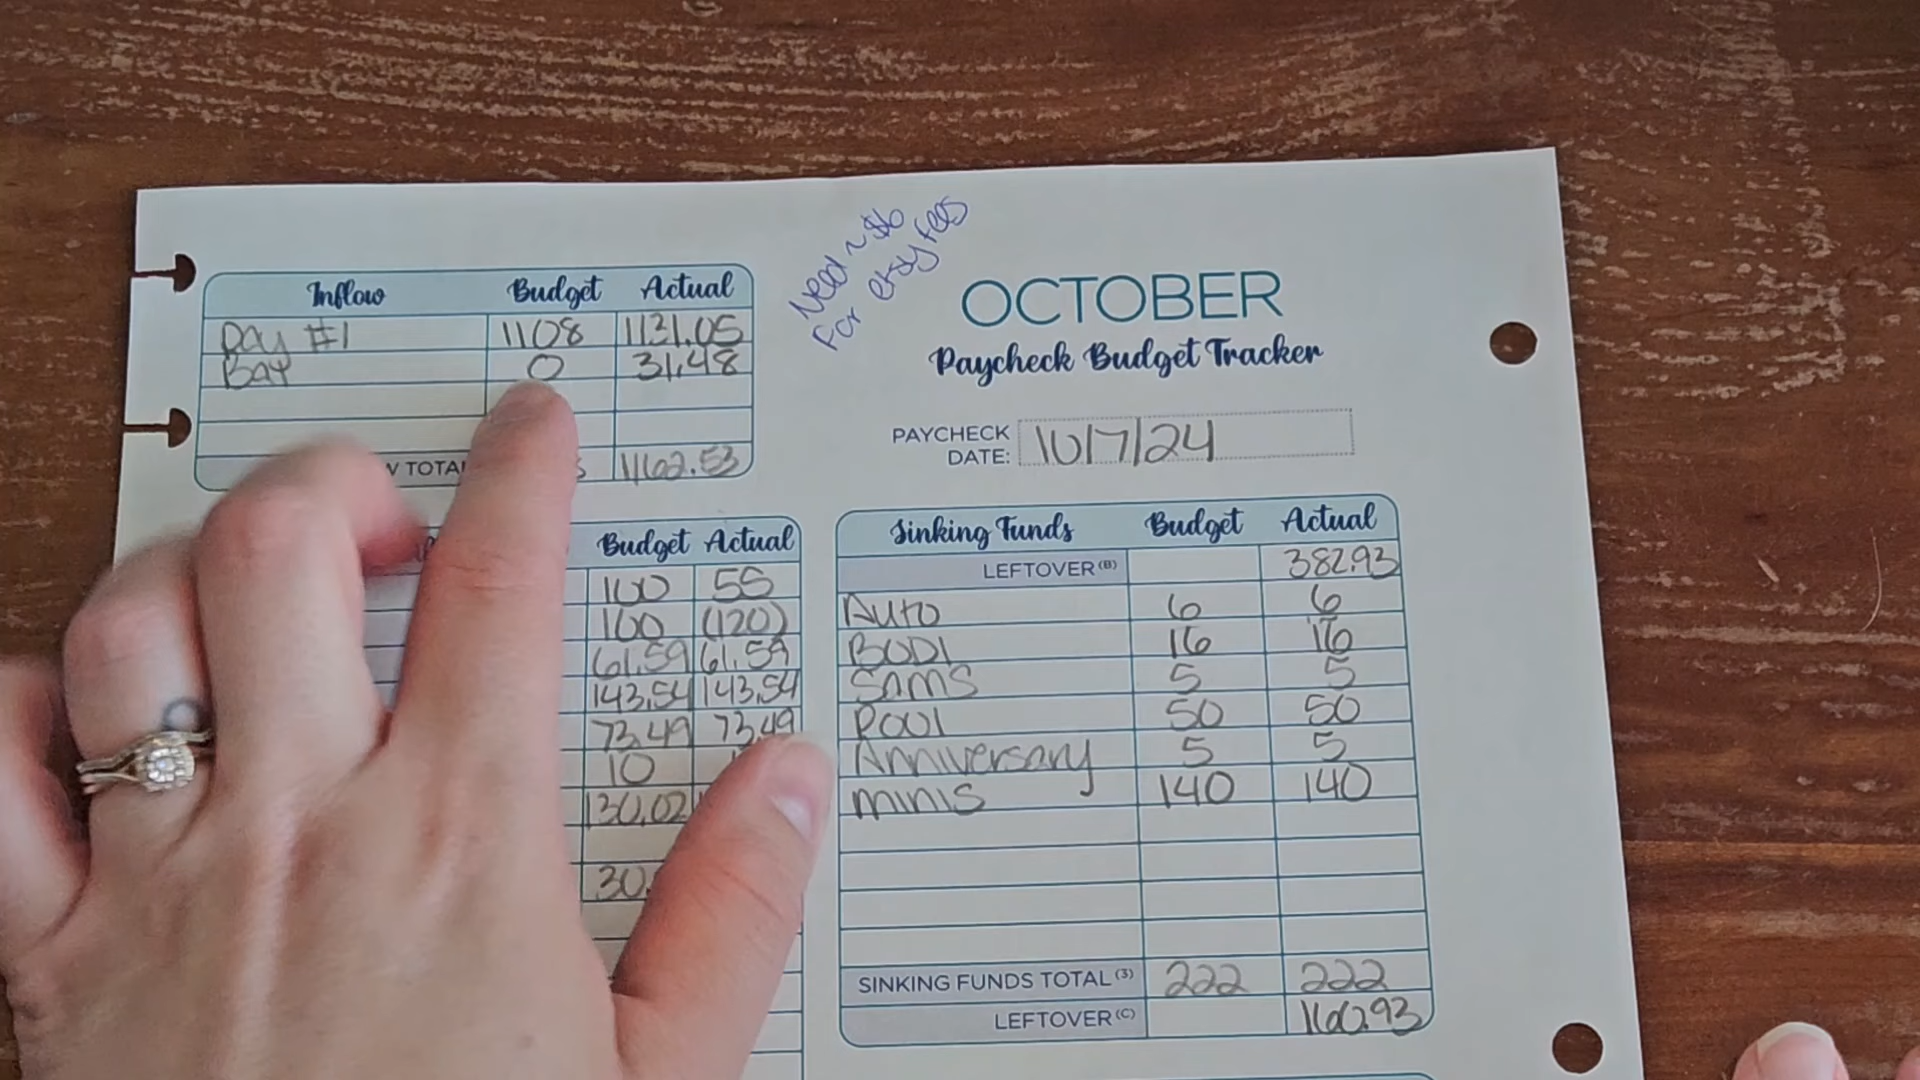 Need ~ $6
for etsy fees
OCTOBER
Paycheck Budget Tracker
PAYCHECK DATE: 10/7/24
Inflow Budget Actual
Pay #1 1108 1131.05
Bay 0 31.48
1162.53
Budget Actual
100 55
100 (120)
61.59 61.59
143.54 143.54
73.49 73.49
10
130.02
30.
Sinking Funds Budget Actual
LEFTOVER (B) 382.93
Auto 6 6
BODI 16 16
Sams 5 5
Pool 50 50
Anniversary 5 5
minis 140 140
SINKING FUNDS TOTAL (3) 222 222
LEFTOVER (C) 160.93